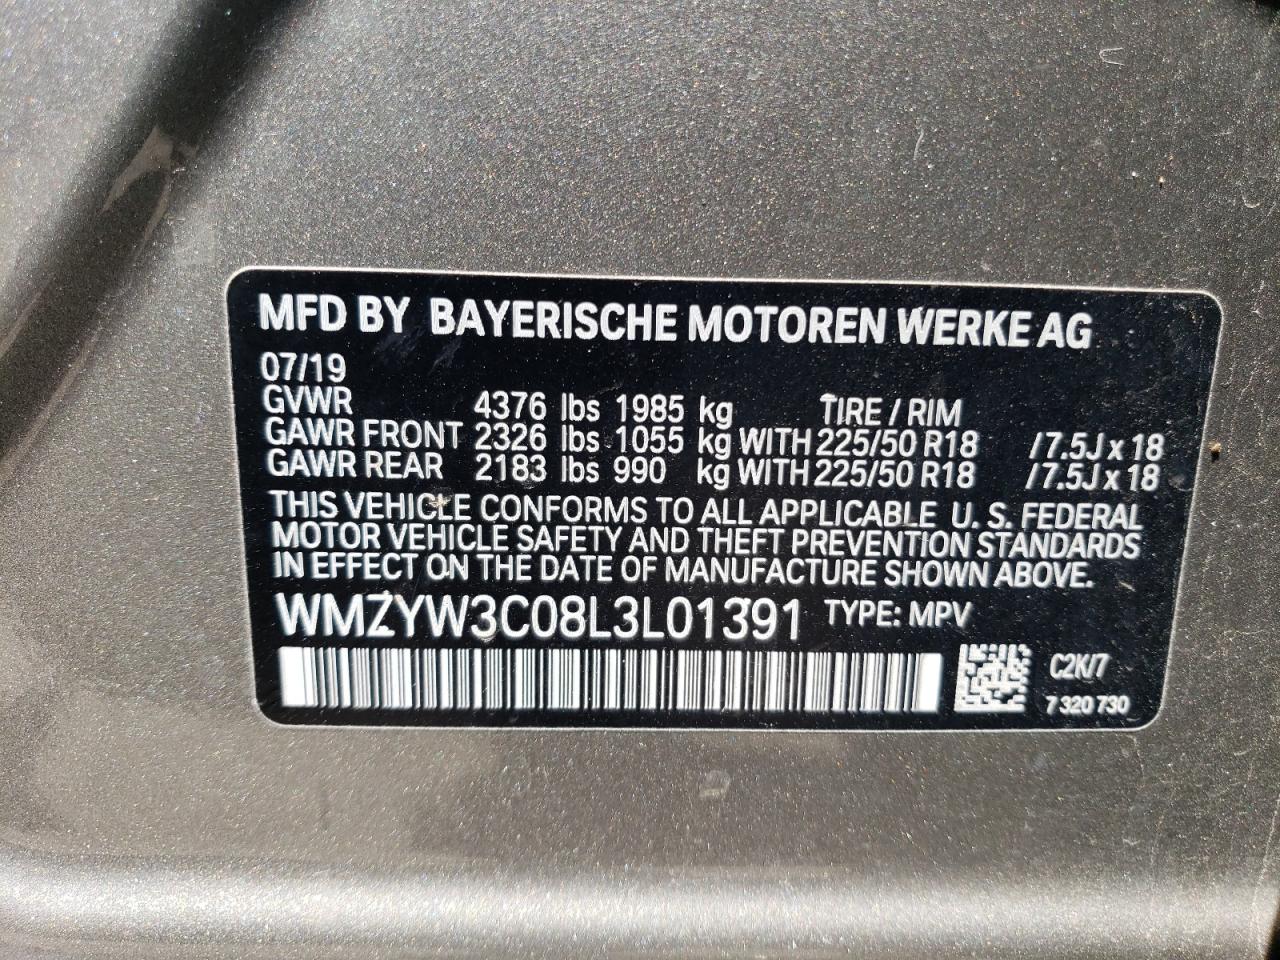 MFD BY BAYERISCHE MOTOREN WERKE AG
07/19
GVWR 4376 lbs 1985 kg TIRE / RIM
GAWR FRONT 2326 lbs 1055 kg WITH 225/50 R18 /7.5J x 18
GAWR REAR 2183 lbs 990 kg WITH 225/50 R18 /7.5J x 18
THIS VEHICLE CONFORMS TO ALL APPLICABLE U. S. FEDERAL
MOTOR VEHICLE SAFETY AND THEFT PREVENTION STANDARDS
IN EFFECT ON THE DATE OF MANUFACTURE SHOWN ABOVE.
WMZYW3C08L3L01391 TYPE: MPV
C2K/7
7 320 730